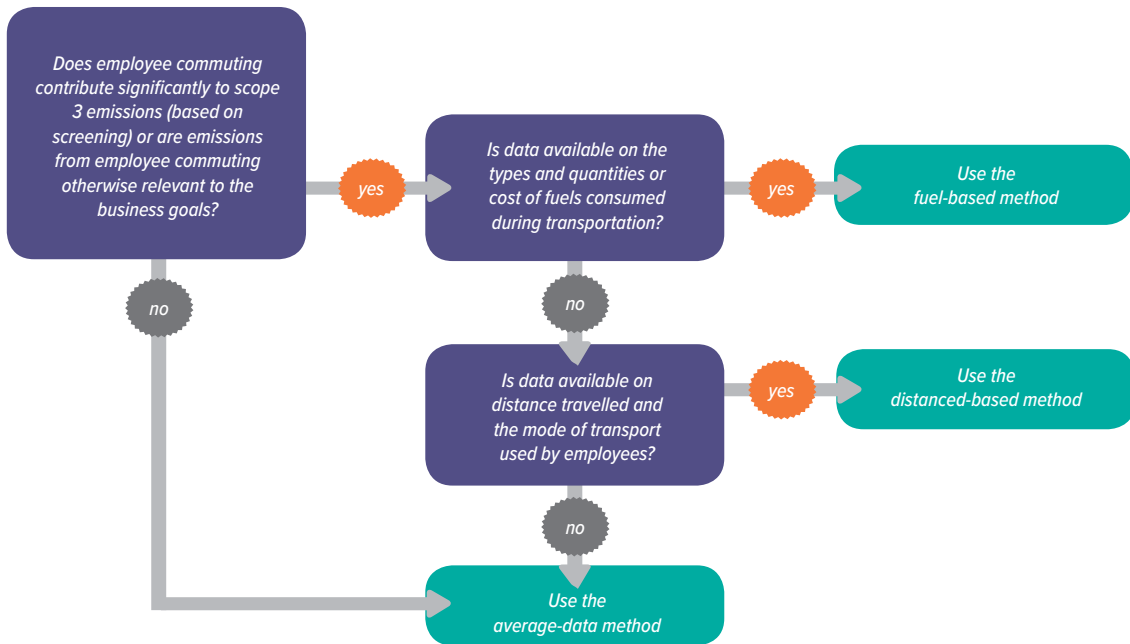 Does employee commuting
contribute significantly to scope
3 emissions (based on
screening) or are emissions
from employee commuting
otherwise relevant to the
business goals?
yes
Is data available on the
types and quantities or
cost of fuels consumed
during transportation?
yes
Use the
fuel-based method
no
no
Is data available on
distance travelled and
the mode of transport
used by employees?
yes
Use the
distanced-based method
no
Use the
average-data method